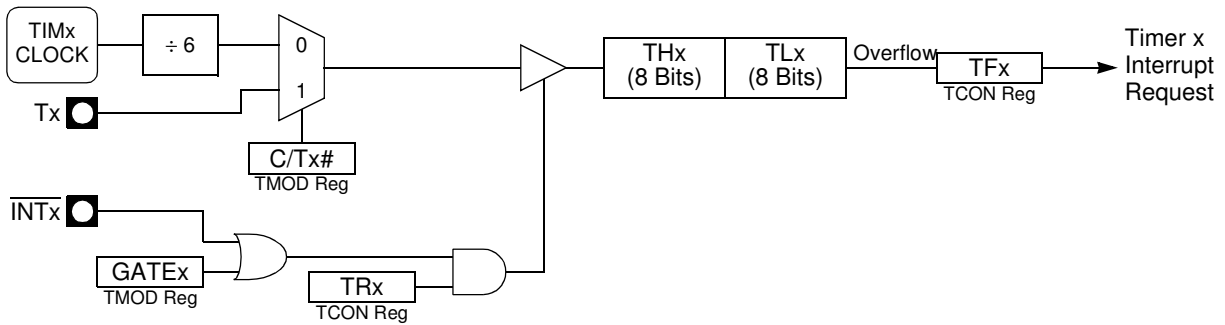 TIMx
CLOCK
÷ 6
0
1
Tx
C/Tx#
TMOD Reg
THx
(8 Bits)
TLx
(8 Bits)
Overflow
TFx
TCON Reg
Timer x
Interrupt
Request
INTx
GATEx
TMOD Reg
TRx
TCON Reg